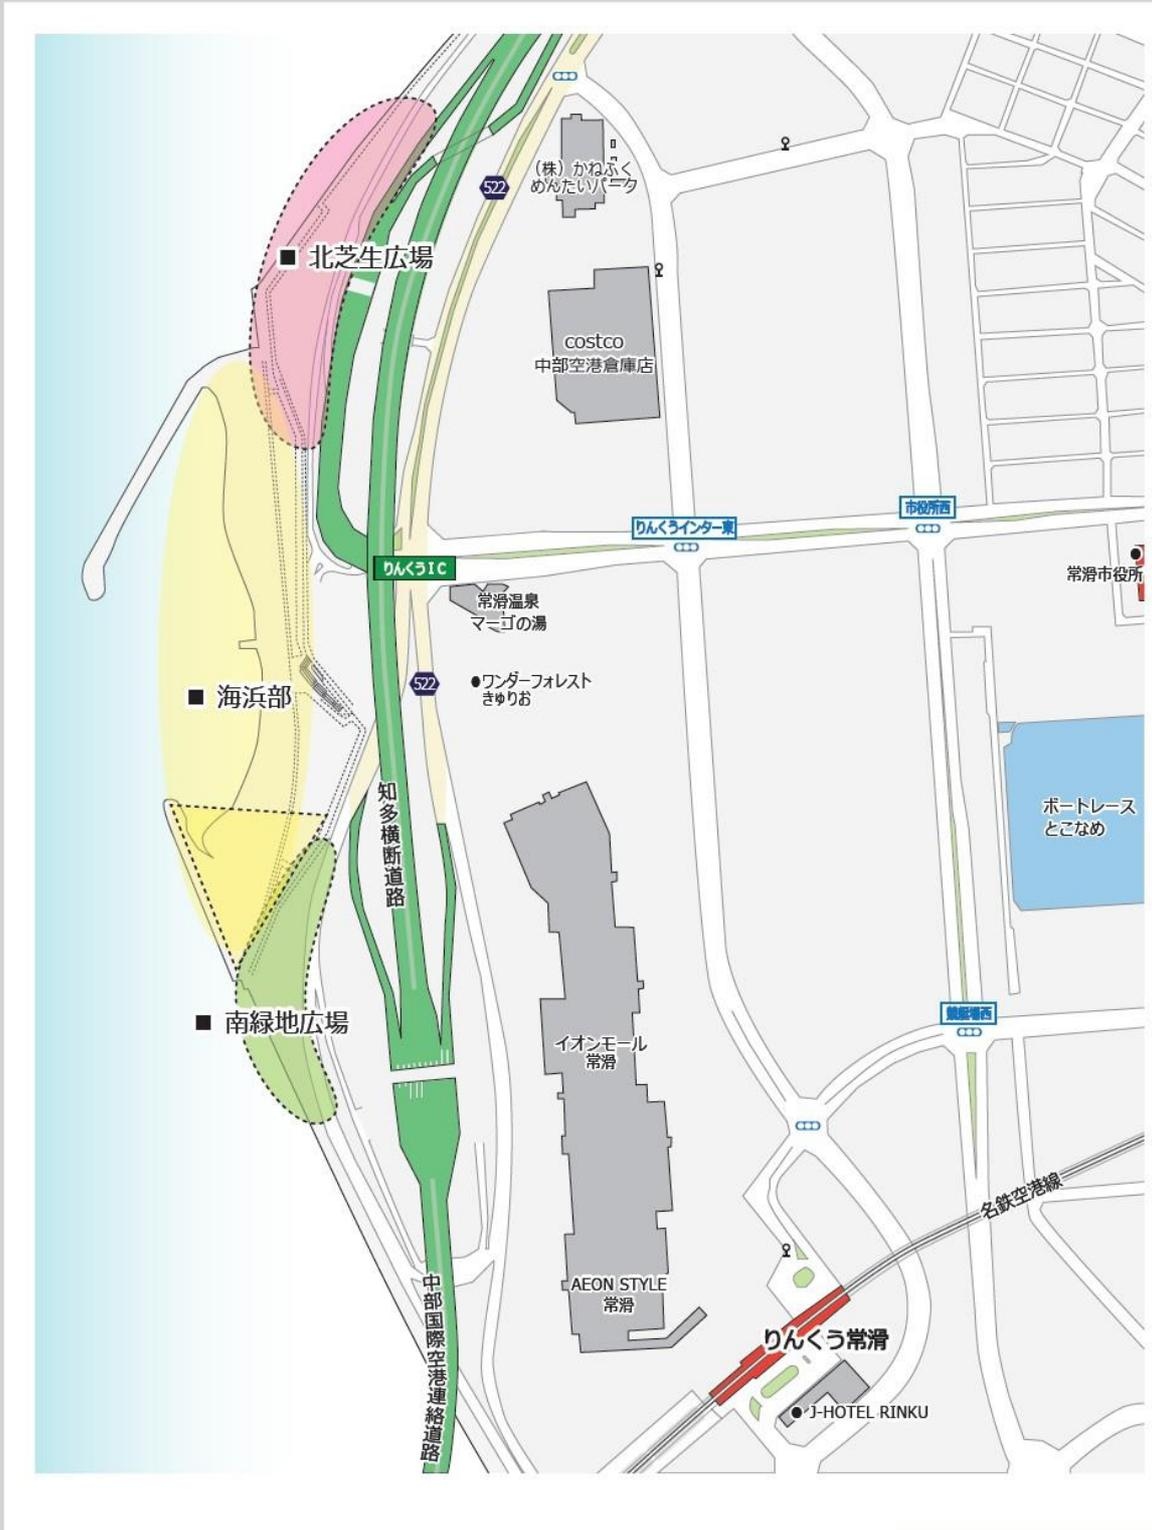 （株）かねふく
めんたいパーク
522
■ 北芝生広場
costco
中部空港倉庫店
市役所西
りんくうインター東
りんくうIC
常滑市役所
常滑温泉
マーゴの湯
522
●ワンダーフォレスト
きゅりお
■ 海浜部
知多横断道路
ボートレース
とこなめ
競艇場西
■ 南緑地広場
イオンモール
常滑
名鉄空港線
AEON STYLE
常滑
中部国際空港連絡道路
りんくう常滑
J-HOTEL RINKU